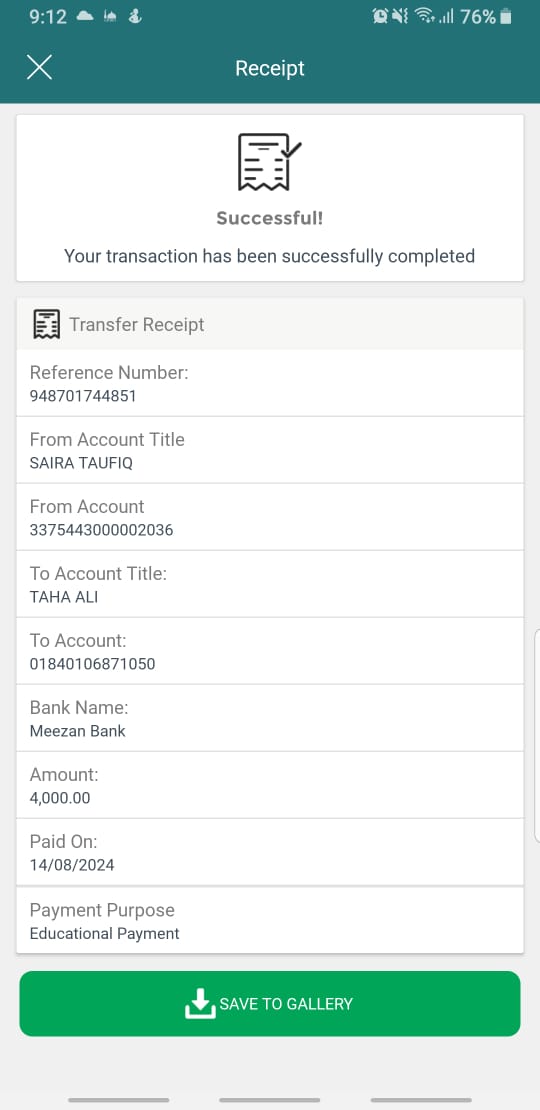 9:12
76%
Receipt
Successful!
Your transaction has been successfully completed
Transfer Receipt
Reference Number:
948701744851
From Account Title
SAIRA TAUFIQ
From Account
3375443000002036
To Account Title:
TAHA ALI
To Account:
01840106871050
Bank Name:
Meezan Bank
Amount:
4,000.00
Paid On:
14/08/2024
Payment Purpose
Educational Payment
SAVE TO GALLERY